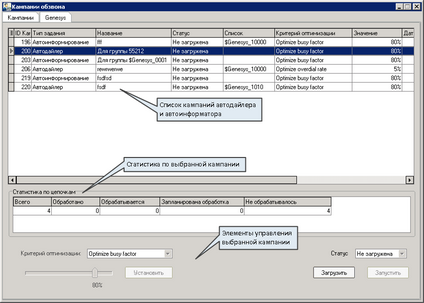 Кампании обзвона
Кампании Genesys
ID Кам Тип задания Название Статус Список Критерий оптимизации Значение Дат
196 Автоинформирование fff Не загружена $Genesys_10000 Optimize busy factor 80%
200 Автодайлер Для группы 55212 Не загружена Optimize busy factor 80%
203 Автоинформирование Для группы $Genesys_0001 Не загружена Optimize busy factor 80%
206 Автодайлер Не загружена $Genesys_10000 Optimize overdial rate 5%
219 Автоинформирование fsdfsd Не загружена Optimize busy factor 80%
220 Автодайлер fsdf Не загружена $Genesys_1010 Optimize busy factor 80%
Список кампаний автодайлера
и автоинформатора
Статистика по выбранной кампании
Статистика по цепочкам
Всего Обработано Обрабатывается Запланирована обработка Не обрабатывалось
4 0 0 0 4
Элементы управления
выбранной кампании
Критерий оптимизации: Optimize busy factor Статус Не загружена
Установить Загрузить Запустить
80%